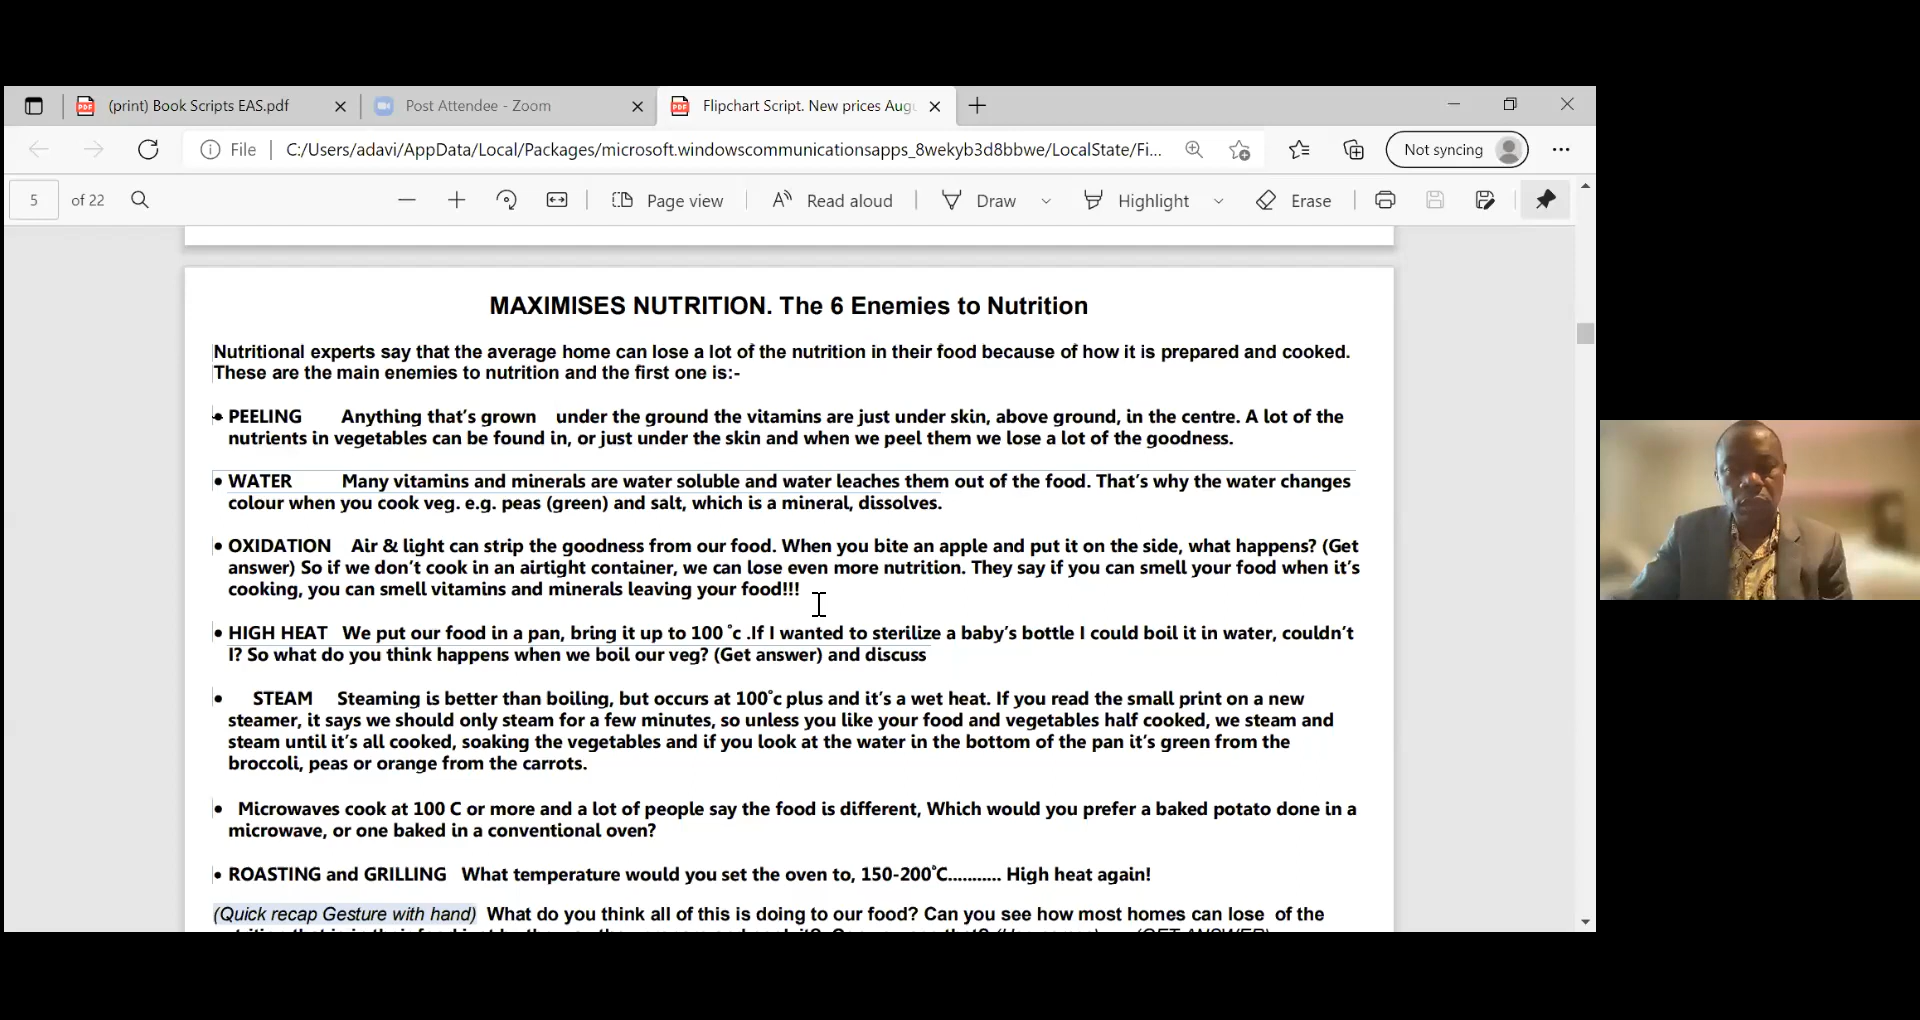 (print) Book Scripts EAS.pdf
Post Attendee - Zoom
Flipchart Script. New prices Augu
File
C:/Users/adavi/AppData/Local/Packages/microsoft.windowscommunicationsapps_8wekyb3d8bbwe/LocalState/Fi...
Not syncing
5 of 22
Page view
Read aloud
Draw
Highlight
Erase
MAXIMISES NUTRITION. The 6 Enemies to Nutrition
Nutritional experts say that the average home can lose a lot of the nutrition in their food because of how it is prepared and cooked.
These are the main enemies to nutrition and the first one is:-
• PEELING Anything that's grown under the ground the vitamins are just under skin, above ground, in the centre. A lot of the
nutrients in vegetables can be found in, or just under the skin and when we peel them we lose a lot of the goodness.
• WATER Many vitamins and minerals are water soluble and water leaches them out of the food. That's why the water changes
colour when you cook veg. e.g. peas (green) and salt, which is a mineral, dissolves.
• OXIDATION Air & light can strip the goodness from our food. When you bite an apple and put it on the side, what happens? (Get
answer) So if we don't cook in an airtight container, we can lose even more nutrition. They say if you can smell your food when it's
cooking, you can smell vitamins and minerals leaving your food!!!
• HIGH HEAT We put our food in a pan, bring it up to 100 ˚c .If I wanted to sterilize a baby's bottle I could boil it in water, couldn't
I? So what do you think happens when we boil our veg? (Get answer) and discuss
• STEAM Steaming is better than boiling, but occurs at 100˚c plus and it's a wet heat. If you read the small print on a new
steamer, it says we should only steam for a few minutes, so unless you like your food and vegetables half cooked, we steam and
steam until it's all cooked, soaking the vegetables and if you look at the water in the bottom of the pan it's green from the
broccoli, peas or orange from the carrots.
• Microwaves cook at 100 C or more and a lot of people say the food is different, Which would you prefer a baked potato done in a
microwave, or one baked in a conventional oven?
• ROASTING and GRILLING What temperature would you set the oven to, 150-200˚C........... High heat again!
(Quick recap Gesture with hand) What do you think all of this is doing to our food? Can you see how most homes can lose of the